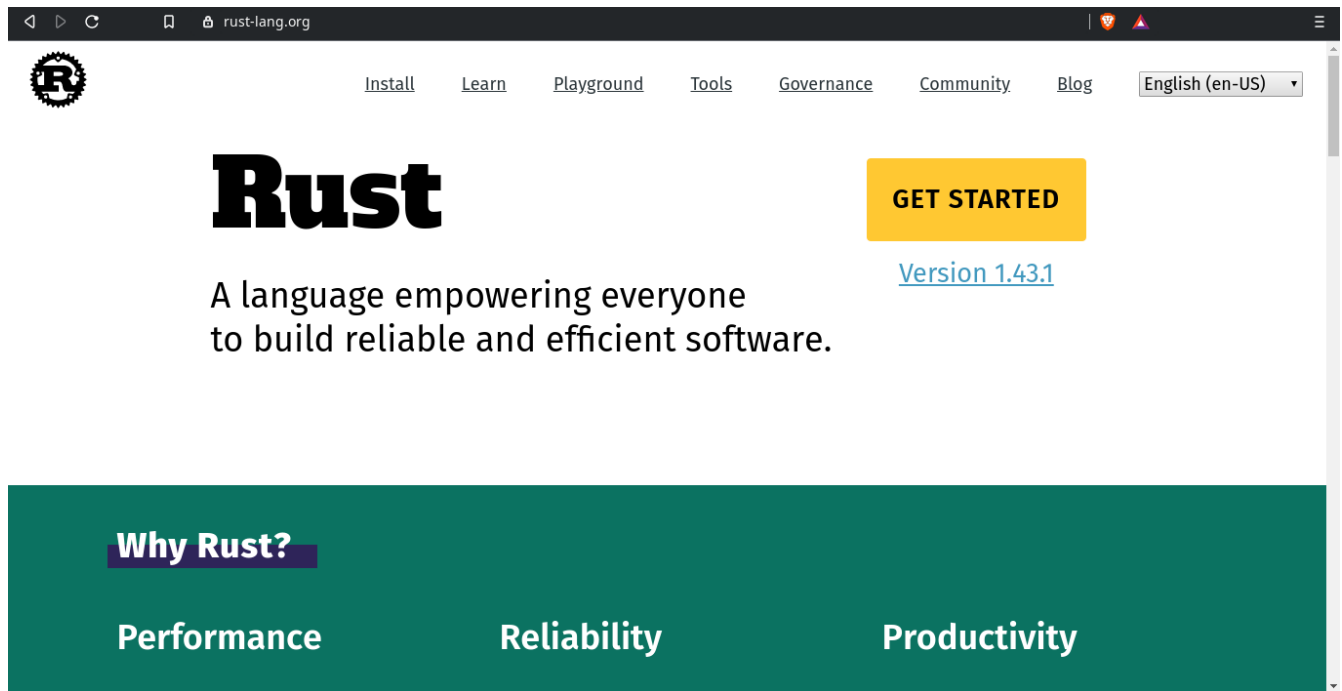 rust-lang.org
R
Install Learn Playground Tools Governance Community Blog English (en-US)
Rust
GET STARTED
Version 1.43.1
A language empowering everyone
to build reliable and efficient software.
Why Rust?
Performance Reliability Productivity